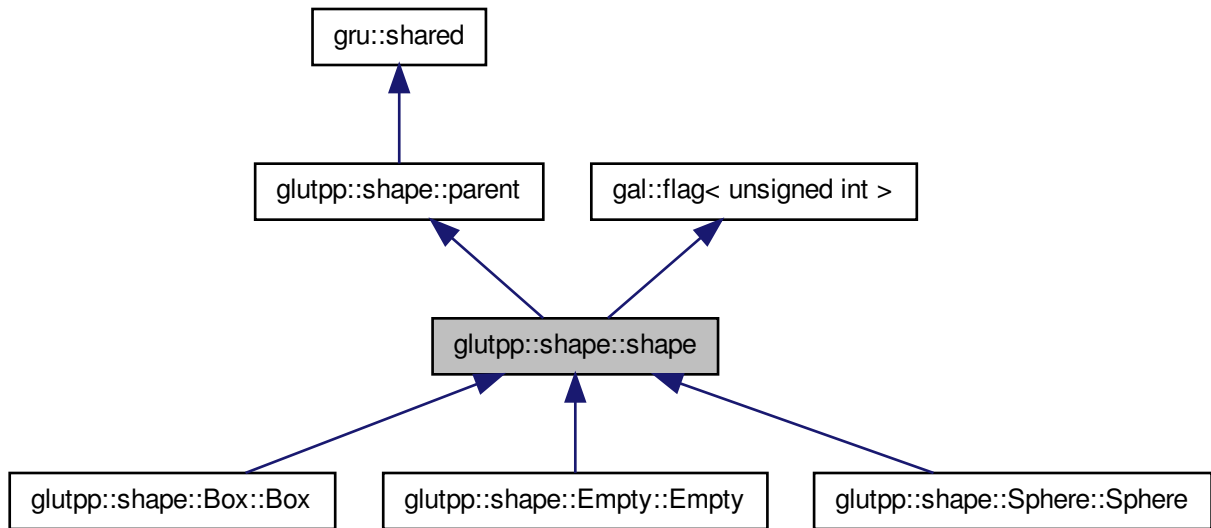 gru::shared
glutpp::shape::parent
gal::flag< unsigned int >
glutpp::shape::shape
glutpp::shape::Box::Box
glutpp::shape::Empty::Empty
glutpp::shape::Sphere::Sphere